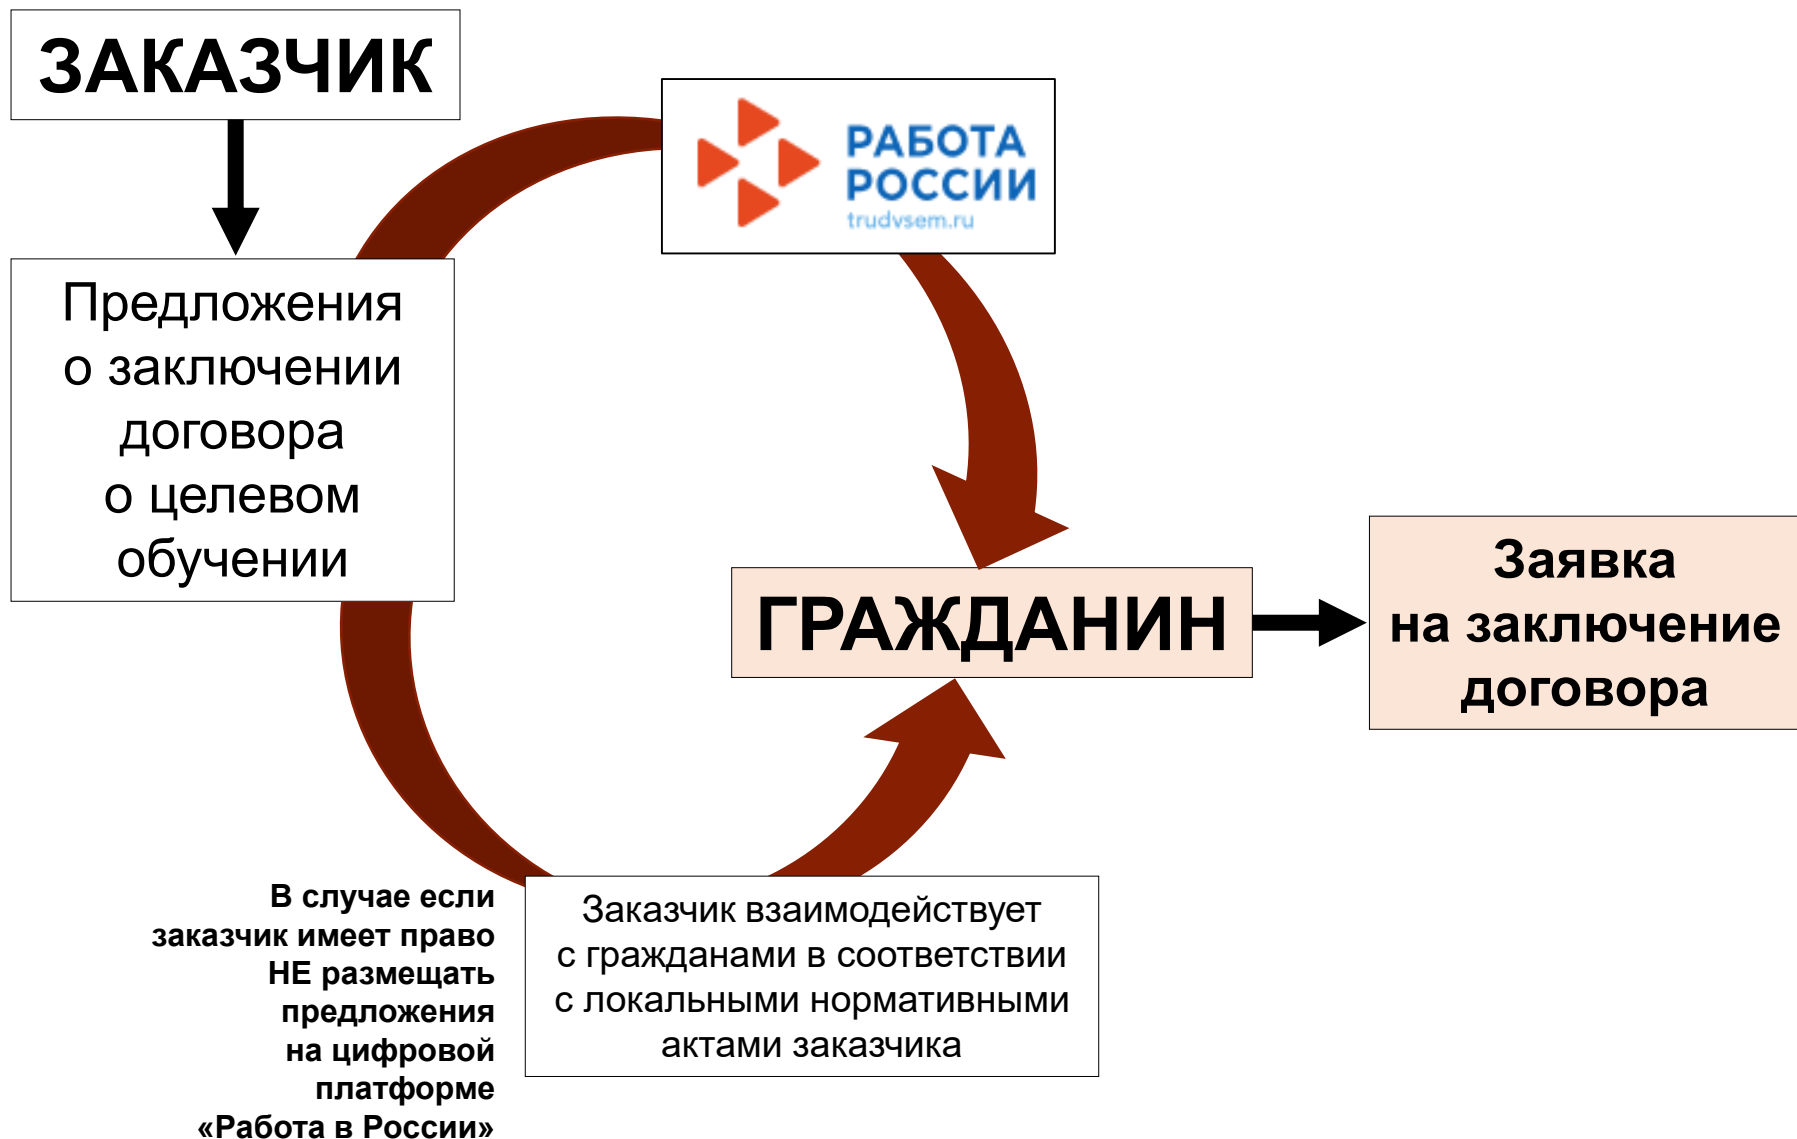 ЗАКАЗЧИК
РАБОТА
РОССИИ
trudvsem.ru
Предложения
о заключении
договора
о целевом
обучении
ГРАЖДАНИН
Заявка
на заключение
договора
В случае если
заказчик имеет право
НЕ размещать
предложения
на цифровой
платформе
«Работа в России»
Заказчик взаимодействует
с гражданами в соответствии
с локальными нормативными
актами заказчика